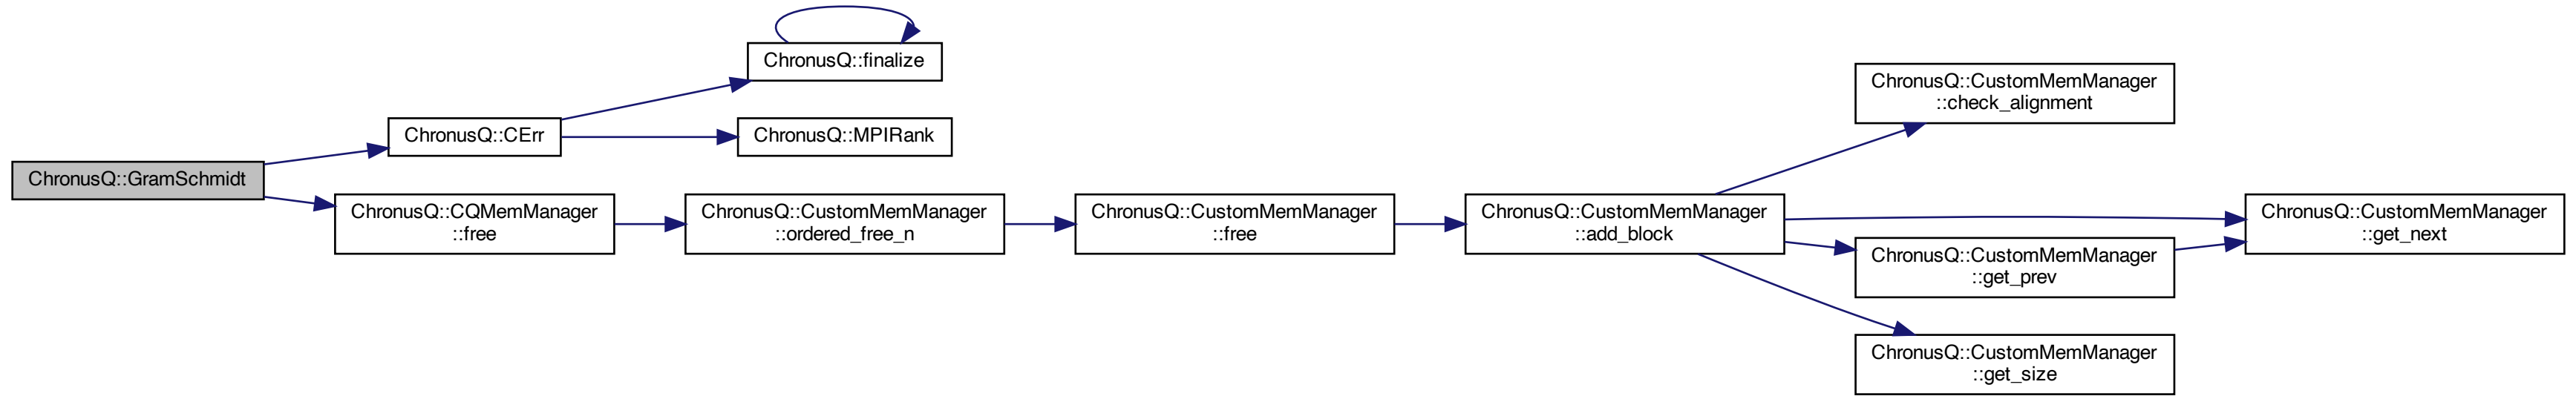 ChronusQ::GramSchmidt
ChronusQ::CErr
ChronusQ::finalize
ChronusQ::MPIRank
ChronusQ::CQMemManager
::free
ChronusQ::CustomMemManager
::ordered_free_n
ChronusQ::CustomMemManager
::free
ChronusQ::CustomMemManager
::add_block
ChronusQ::CustomMemManager
::check_alignment
ChronusQ::CustomMemManager
::get_next
ChronusQ::CustomMemManager
::get_prev
ChronusQ::CustomMemManager
::get_size